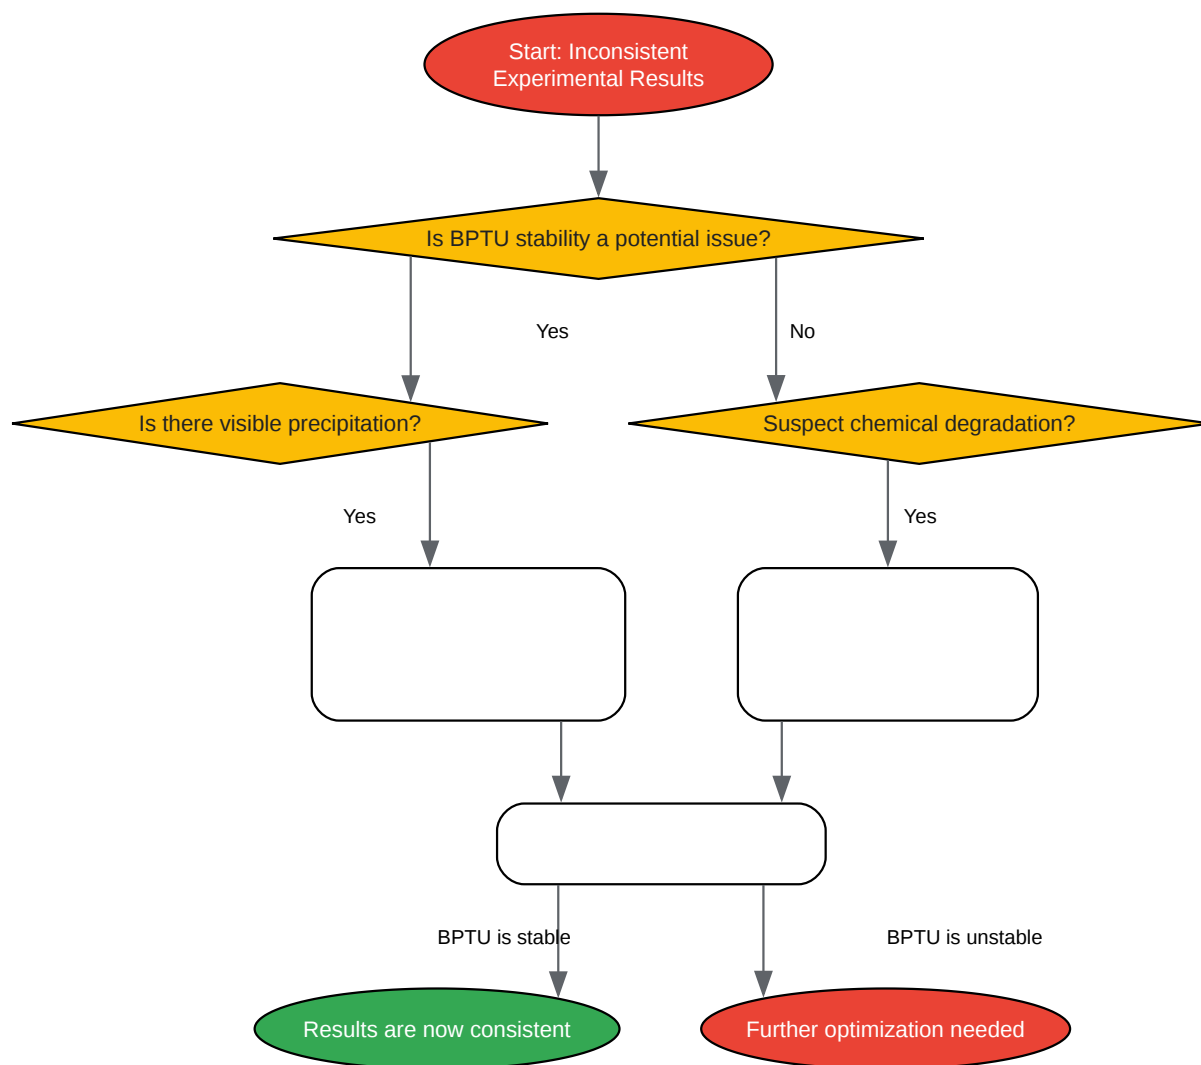 Start: Inconsistent
Experimental Results
Is BPTU stability a potential issue?
Yes
No
Is there visible precipitation?
Suspect chemical degradation?
Yes
Yes
BPTU is stable
BPTU is unstable
Results are now consistent
Further optimization needed